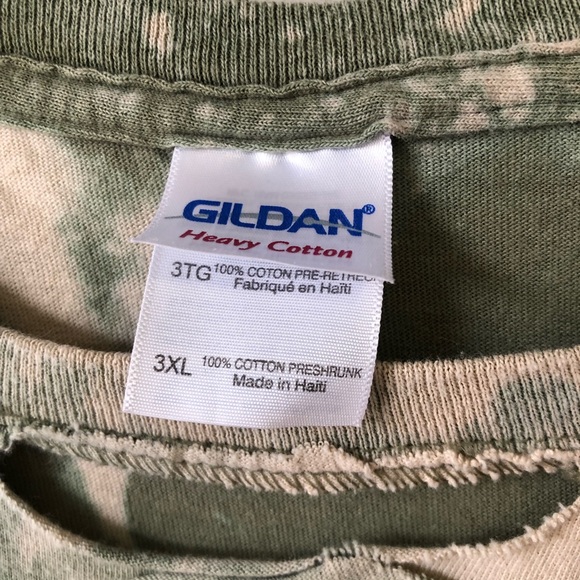 GILDAN®
Heavy Cotton
3TG 100% COTON PRE-RETRECI
Fabriqué en Haïti
3XL 100% COTTON PRESHRUNK
Made in Haiti